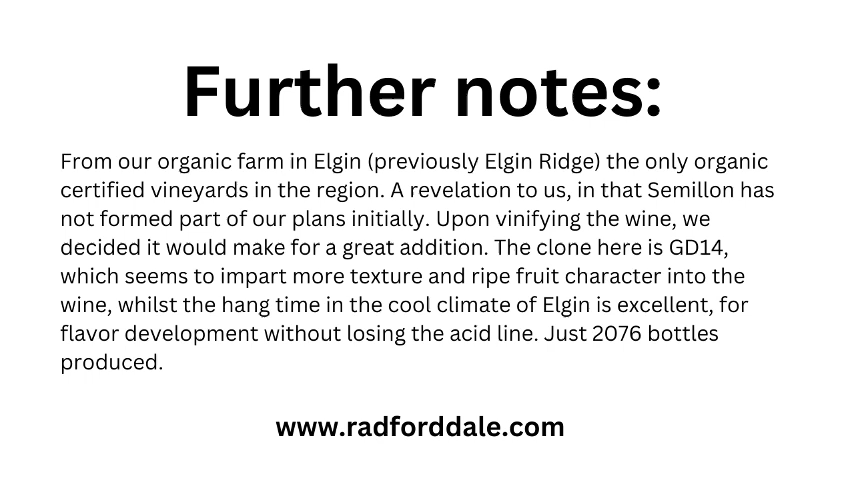 Further notes:
From our organic farm in Elgin (previously Elgin Ridge) the only organic
certified vineyards in the region. A revelation to us, in that Semillon has
not formed part of our plans initially. Upon vinifying the wine, we
decided it would make for a great addition. The clone here is GD14,
which seems to impart more texture and ripe fruit character into the
wine, whilst the hang time in the cool climate of Elgin is excellent, for
flavor development without losing the acid line. Just 2076 bottles
produced.
www.radforddale.com